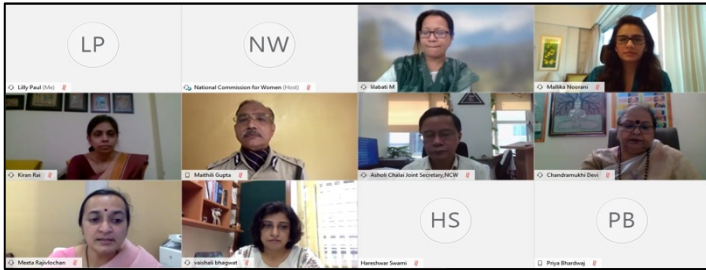 LP
NW
Lilly Paul (Me)
National Commission for Women (Host)
lilabati M
Mallika Noorani
Kiran Rai
Maithili Gupta
Asholi Chalai Joint Secretary,NCW
Chandramukhi Devi
HS
PB
Meeta Rajivlochan
vaishali bhagwat
Hareshwar Swami
Priya Bhardwaj